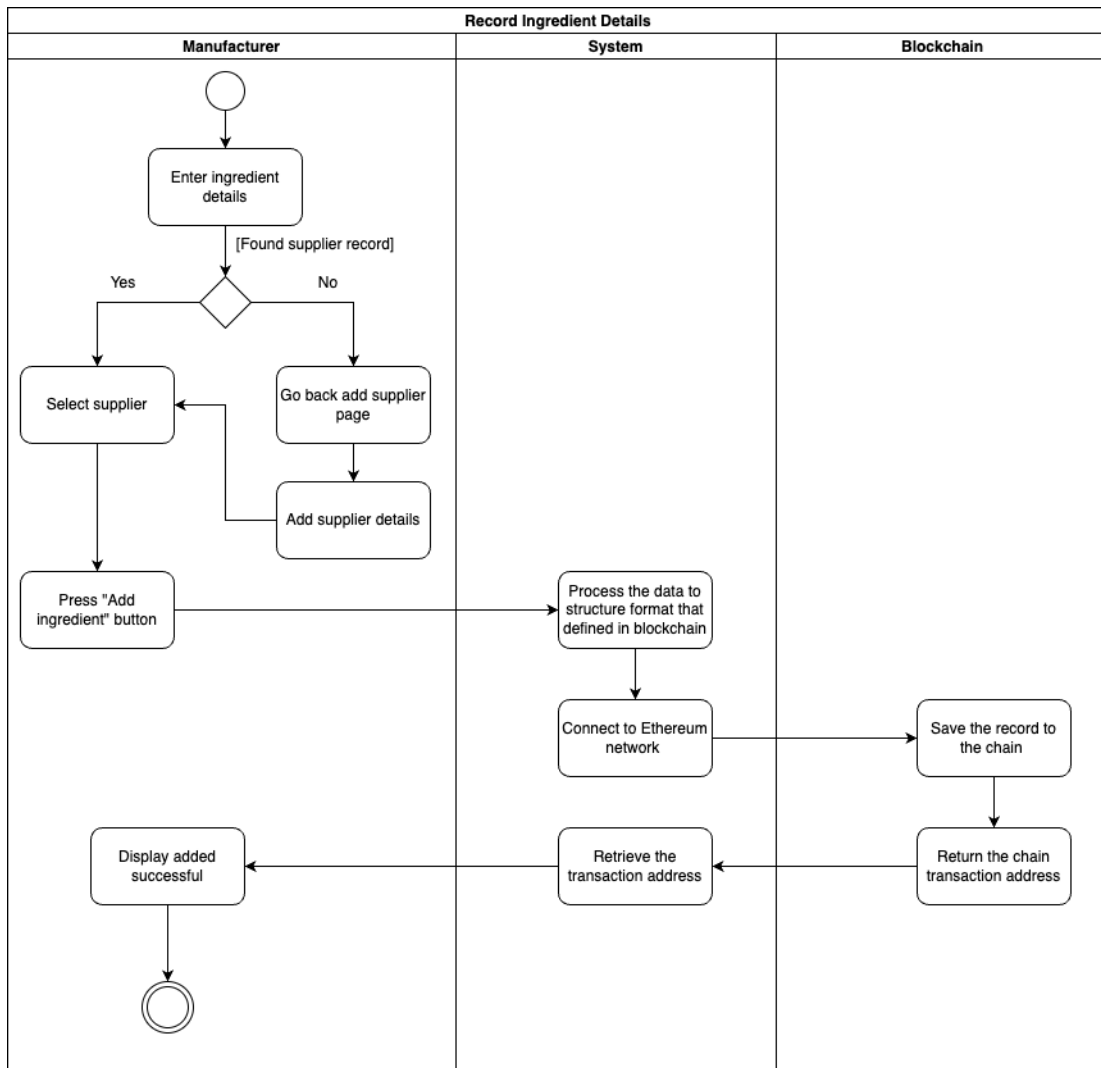 Record Ingredient Details
Manufacturer
System
Blockchain
Enter ingredient
details
[Found supplier record]
Yes
No
Select supplier
Go back add supplier
page
Add supplier details
Press "Add
ingredient" button
Process the data to
structure format that
defined in blockchain
Connect to Ethereum
network
Save the record to
the chain
Display added
successful
Retrieve the
transaction address
Return the chain
transaction address